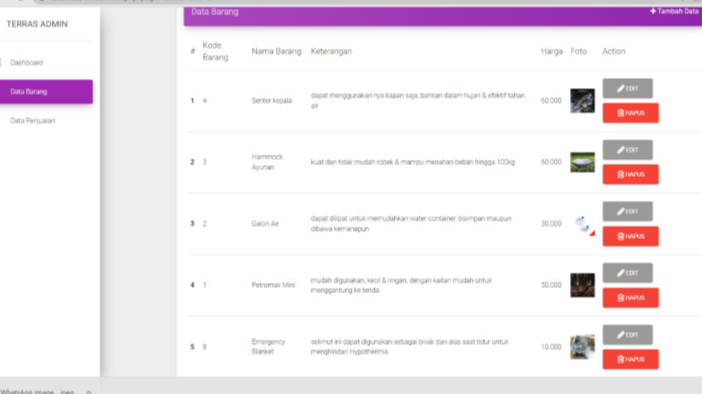 TERRAS ADMIN
Dashboard
Data Barang
Data Penjualan
Data Barang
+ Tambah Data
# Kode Barang Nama Barang Keterangan Harga Foto Action
1 4 Senter kepala dapat menggunakan nya kapan saja, bahkan dalam hujan & efektif tahan
air 60.000
EDIT
HAPUS
2 3 Hammock
Ayunan kuat dan tidak mudah robek & mampu menahan beban hingga 100kg 60.000
EDIT
HAPUS
3 2 Galon Air dapat dilipat untuk memudahkan water container disimpan maupun
dibawa kemanapun 30.000
EDIT
HAPUS
4 1 Petromak Mini mudah digunakan, kecil & ringan, dengan kaitan mudah untuk
menggantung ke tenda 50.000
EDIT
HAPUS
5 8 Emergency
Blanket selimut ini dapat digunakan sebagai bivak dan alas saat tidur untuk
menghindari Hypothermia 10.000
EDIT
HAPUS
WhatsApp Image ....jpeg